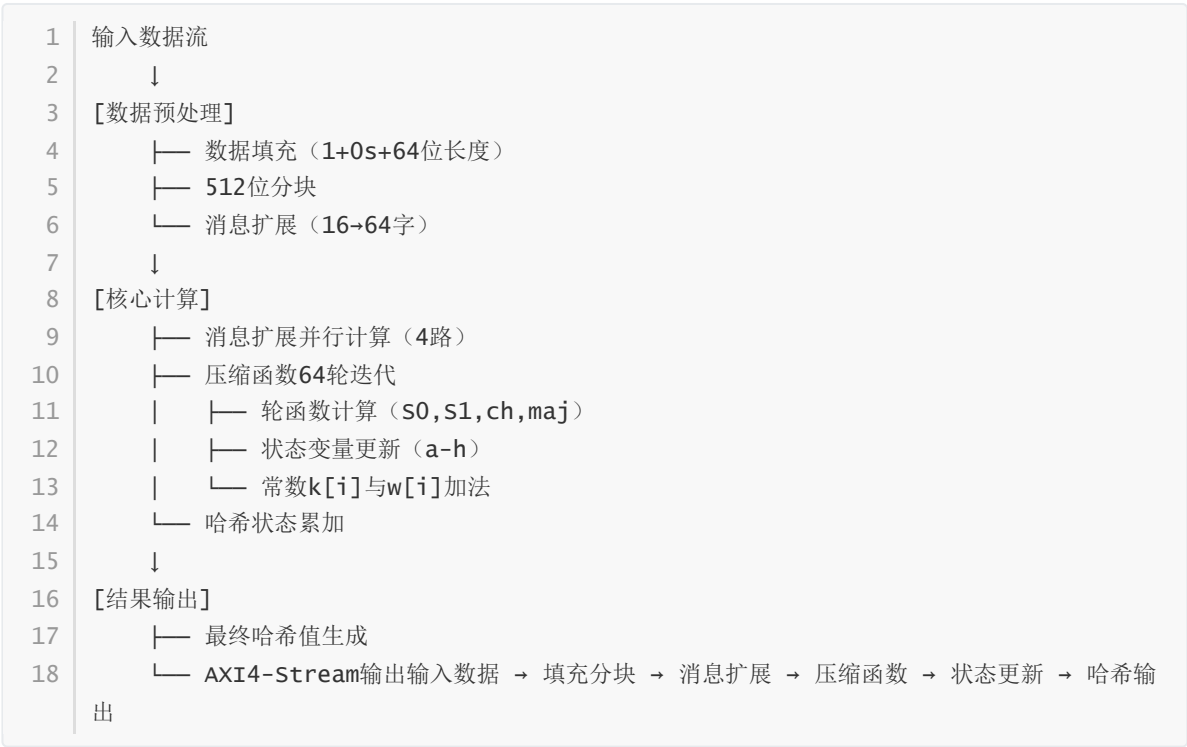 1 输入数据流
2     ↓
3 [数据预处理]
4     ├── 数据填充（1+0s+64位长度）
5     ├── 512位分块
6     └── 消息扩展（16→64字）
7     ↓
8 [核心计算]
9     ├── 消息扩展并行计算（4路）
10     ├── 压缩函数64轮迭代
11     │   ├── 轮函数计算（S0,S1,ch,maj）
12     │   ├── 状态变量更新（a-h）
13     │   └── 常数k[i]与w[i]加法
14     └── 哈希状态累加
15     ↓
16 [结果输出]
17     ├── 最终哈希值生成
18     └── AXI4-Stream输出输入数据 → 填充分块 → 消息扩展 → 压缩函数 → 状态更新 → 哈希输
出